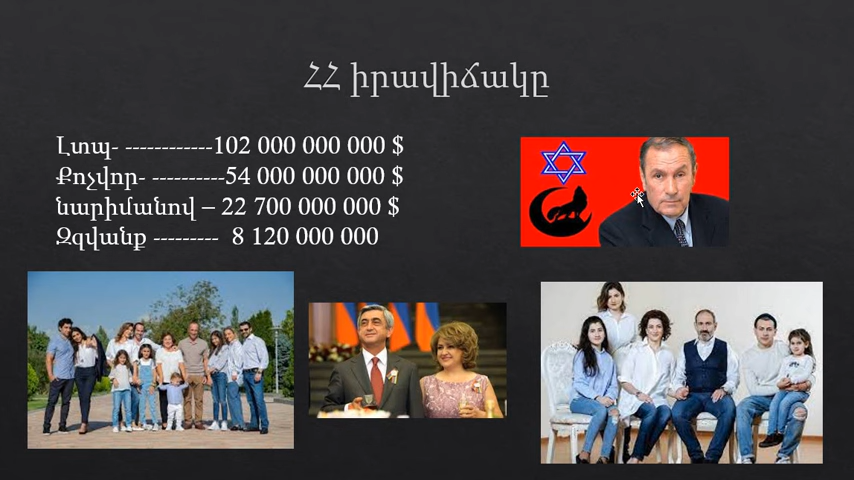 ՀՀ իրավիճակը
Լտպ- ------------102 000 000 000 $
Քոչվոր- ----------54 000 000 000 $
նարիմանով – 22 700 000 000 $
Զզվանք ---------  8 120 000 000